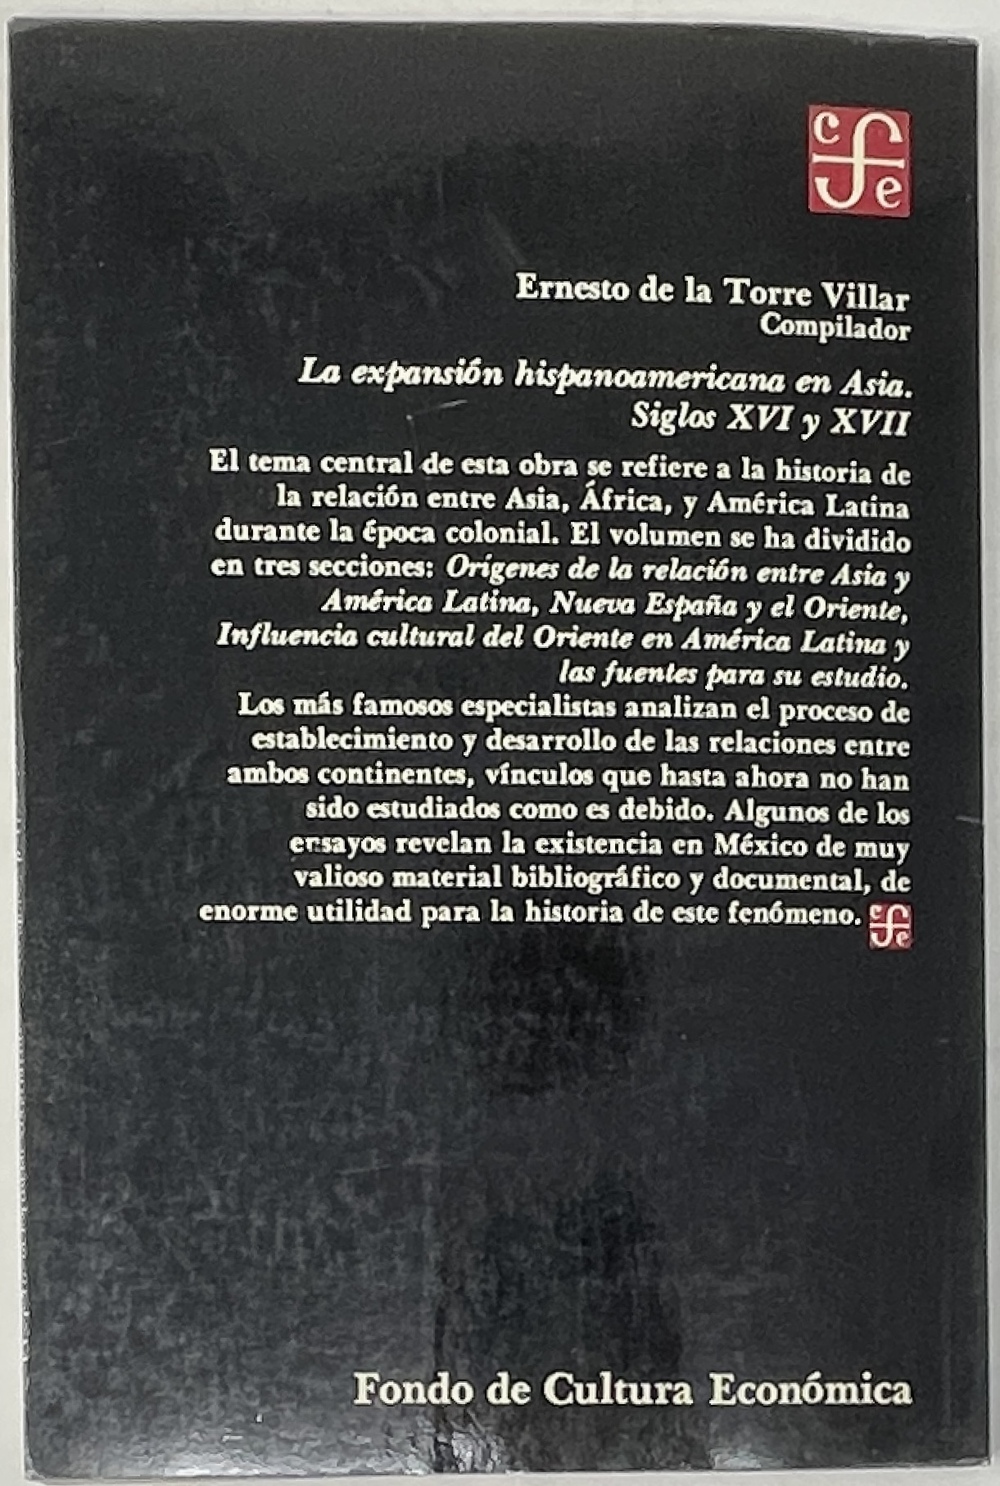 c f e
Ernesto de la Torre Villar
Compilador
La expansión hispanoamericana en Asia.
Siglos XVI y XVII
El tema central de esta obra se refiere a la historia de
la relación entre Asia, África, y América Latina
durante la época colonial. El volumen se ha dividido
en tres secciones: Orígenes de la relación entre Asia y
América Latina, Nueva España y el Oriente,
Influencia cultural del Oriente en América Latina y
las fuentes para su estudio.
Los más famosos especialistas analizan el proceso de
establecimiento y desarrollo de las relaciones entre
ambos continentes, vínculos que hasta ahora no han
sido estudiados como es debido. Algunos de los
ensayos revelan la existencia en México de muy
valioso material bibliográfico y documental, de
enorme utilidad para la historia de este fenómeno. c f e
Fondo de Cultura Económica